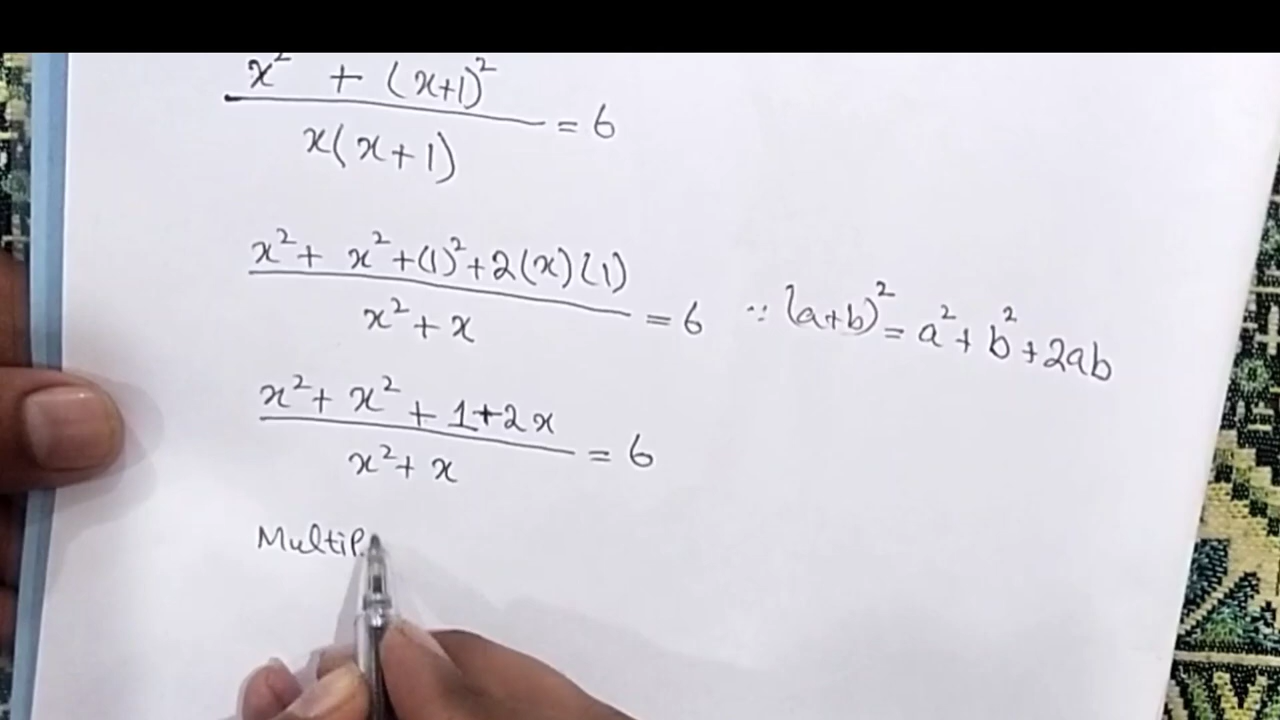 x² + (x+1)²
x(x+1) = 6
x² + x² + (1)² + 2(x)(1)
x² + x = 6 ∵ (a+b)² = a² + b² + 2ab
x² + x² + 1 + 2x
x² + x = 6
Multip